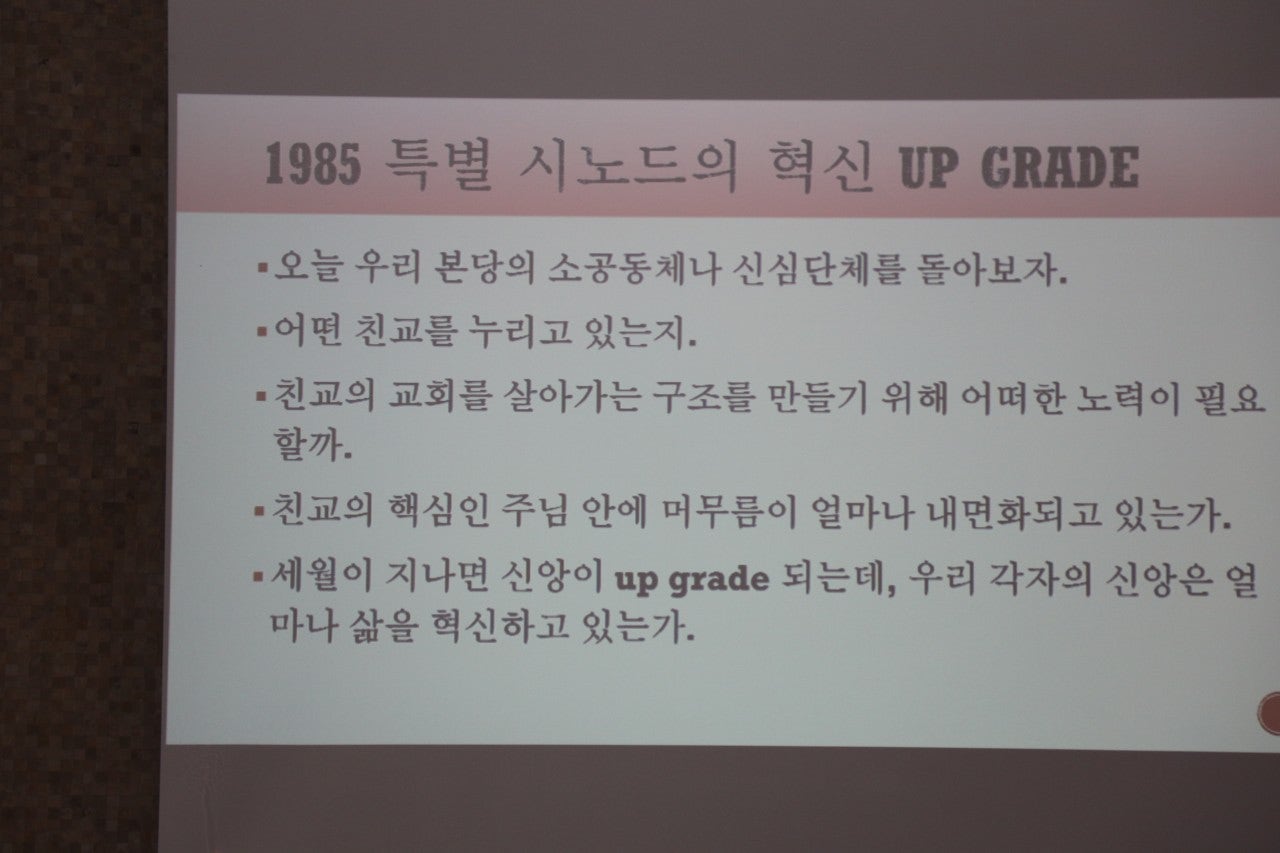 1985 특별 시노드의 혁신 UP GRADE
▪오늘 우리 본당의 소공동체나 신심단체를 돌아보자.
▪어떤 친교를 누리고 있는지.
▪친교의 교회를 살아가는 구조를 만들기 위해 어떠한 노력이 필요
할까.
▪친교의 핵심인 주님 안에 머무름이 얼마나 내면화되고 있는가.
▪세월이 지나면 신앙이 up grade 되는데, 우리 각자의 신앙은 얼
마나 삶을 혁신하고 있는가.